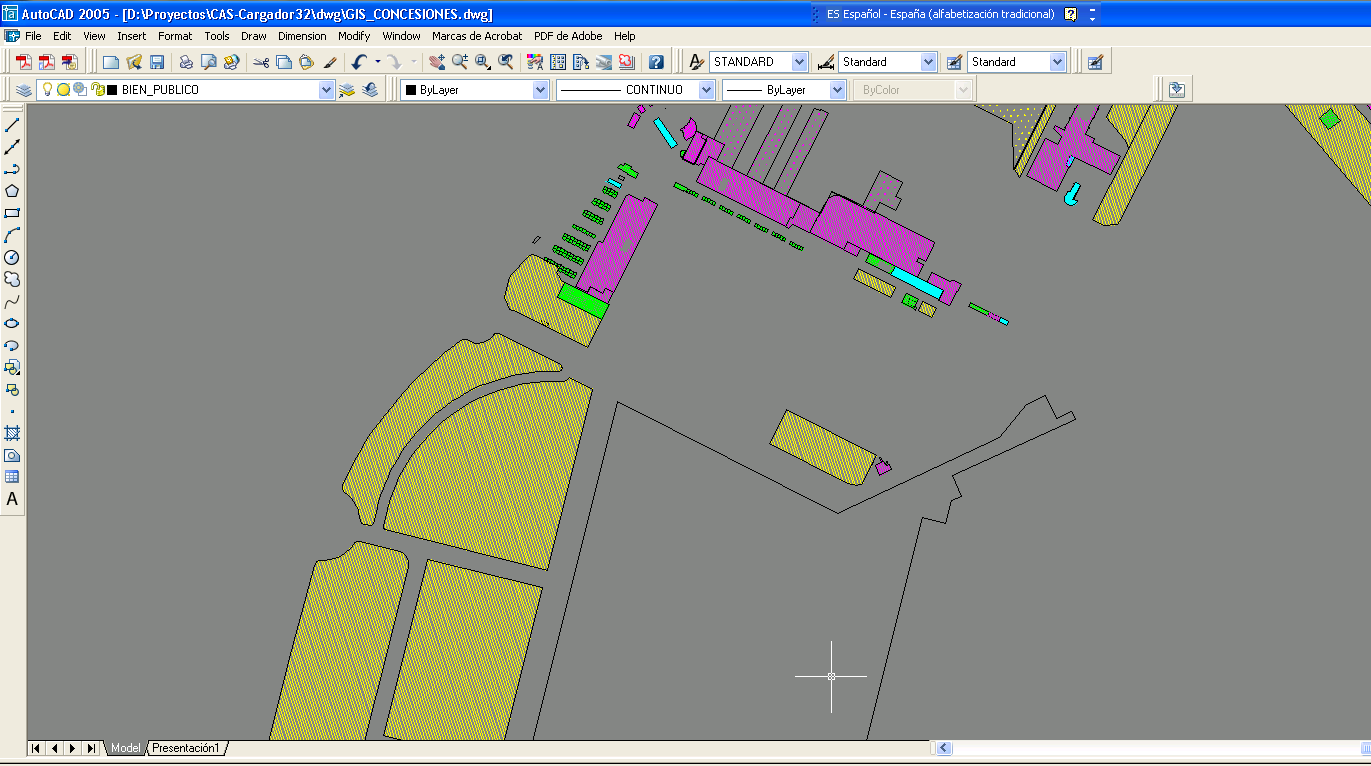 AutoCAD 2005 - [D:\Proyectos\CAS-Cargador32\dwg\GIS_CONCESIONES.dwg]
ES Español - España (alfabetización tradicional)
File Edit View Insert Format Tools Draw Dimension Modify Window Marcas de Acrobat PDF de Adobe Help
STANDARD Standard Standard
BIEN_PUBLICO ByLayer CONTINUO ByLayer ByColor
A
Model Presentación1